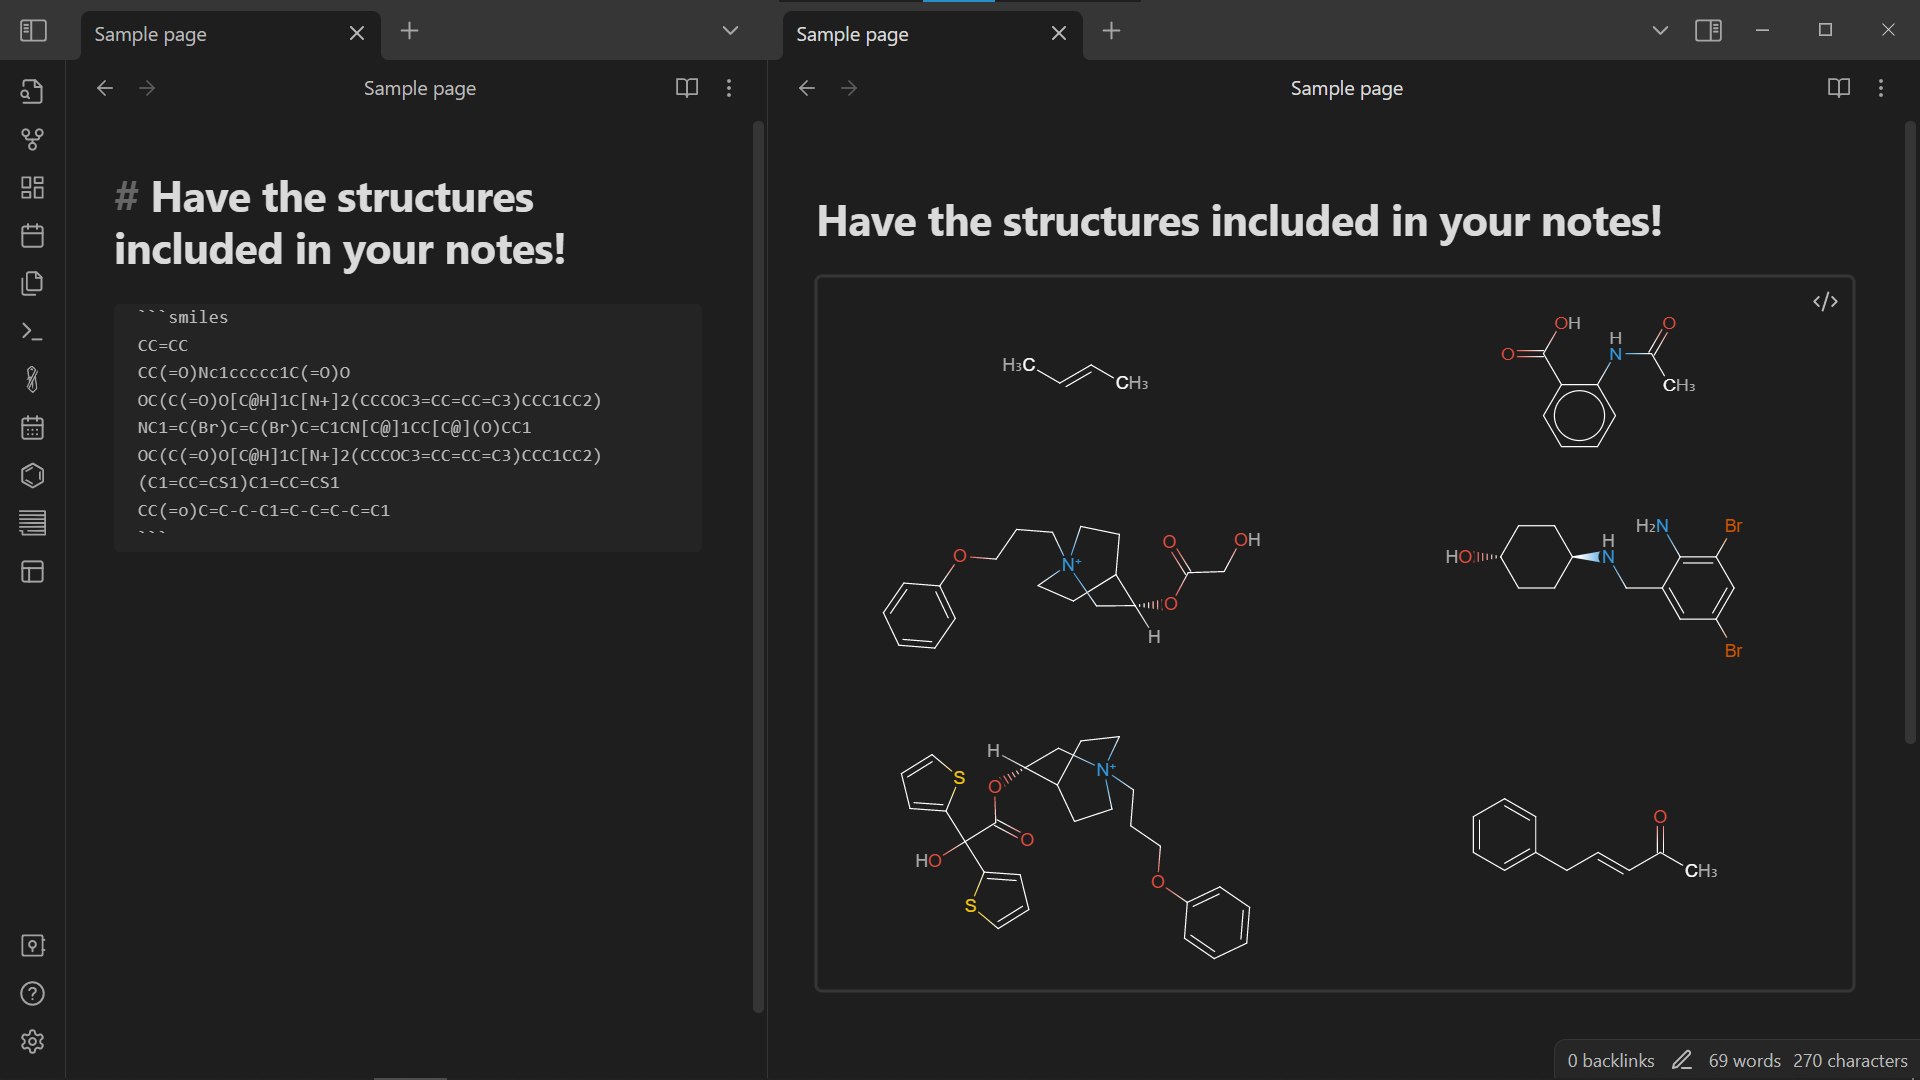 Sample page
Sample page
Sample page
Sample page
# Have the structures
included in your notes!
```smiles
CC=CC
CC(=O)Nc1ccccc1C(=O)O
OC(C(=O)O[C@H]1C[N+]2(CCCOC3=CC=CC=C3)CCC1CC2)
NC1=C(Br)C=C(Br)C=C1CN[C@]1CC[C@](O)CC1
OC(C(=O)O[C@H]1C[N+]2(CCCOC3=CC=CC=C3)CCC1CC2)
(C1=CC=CS1)C1=CC=CS1
CC(=o)C=C-C-C1=C-C=C-C=C1
```
Have the structures included in your notes!
</>
H₃C
CH₃
OH
O
H
N
O
CH₃
O
N⁺
O
OH
O
H
HO
H
N
H₂N
Br
Br
H
S
O
N⁺
O
HO
S
O
O
CH₃
0 backlinks
69 words
270 characters